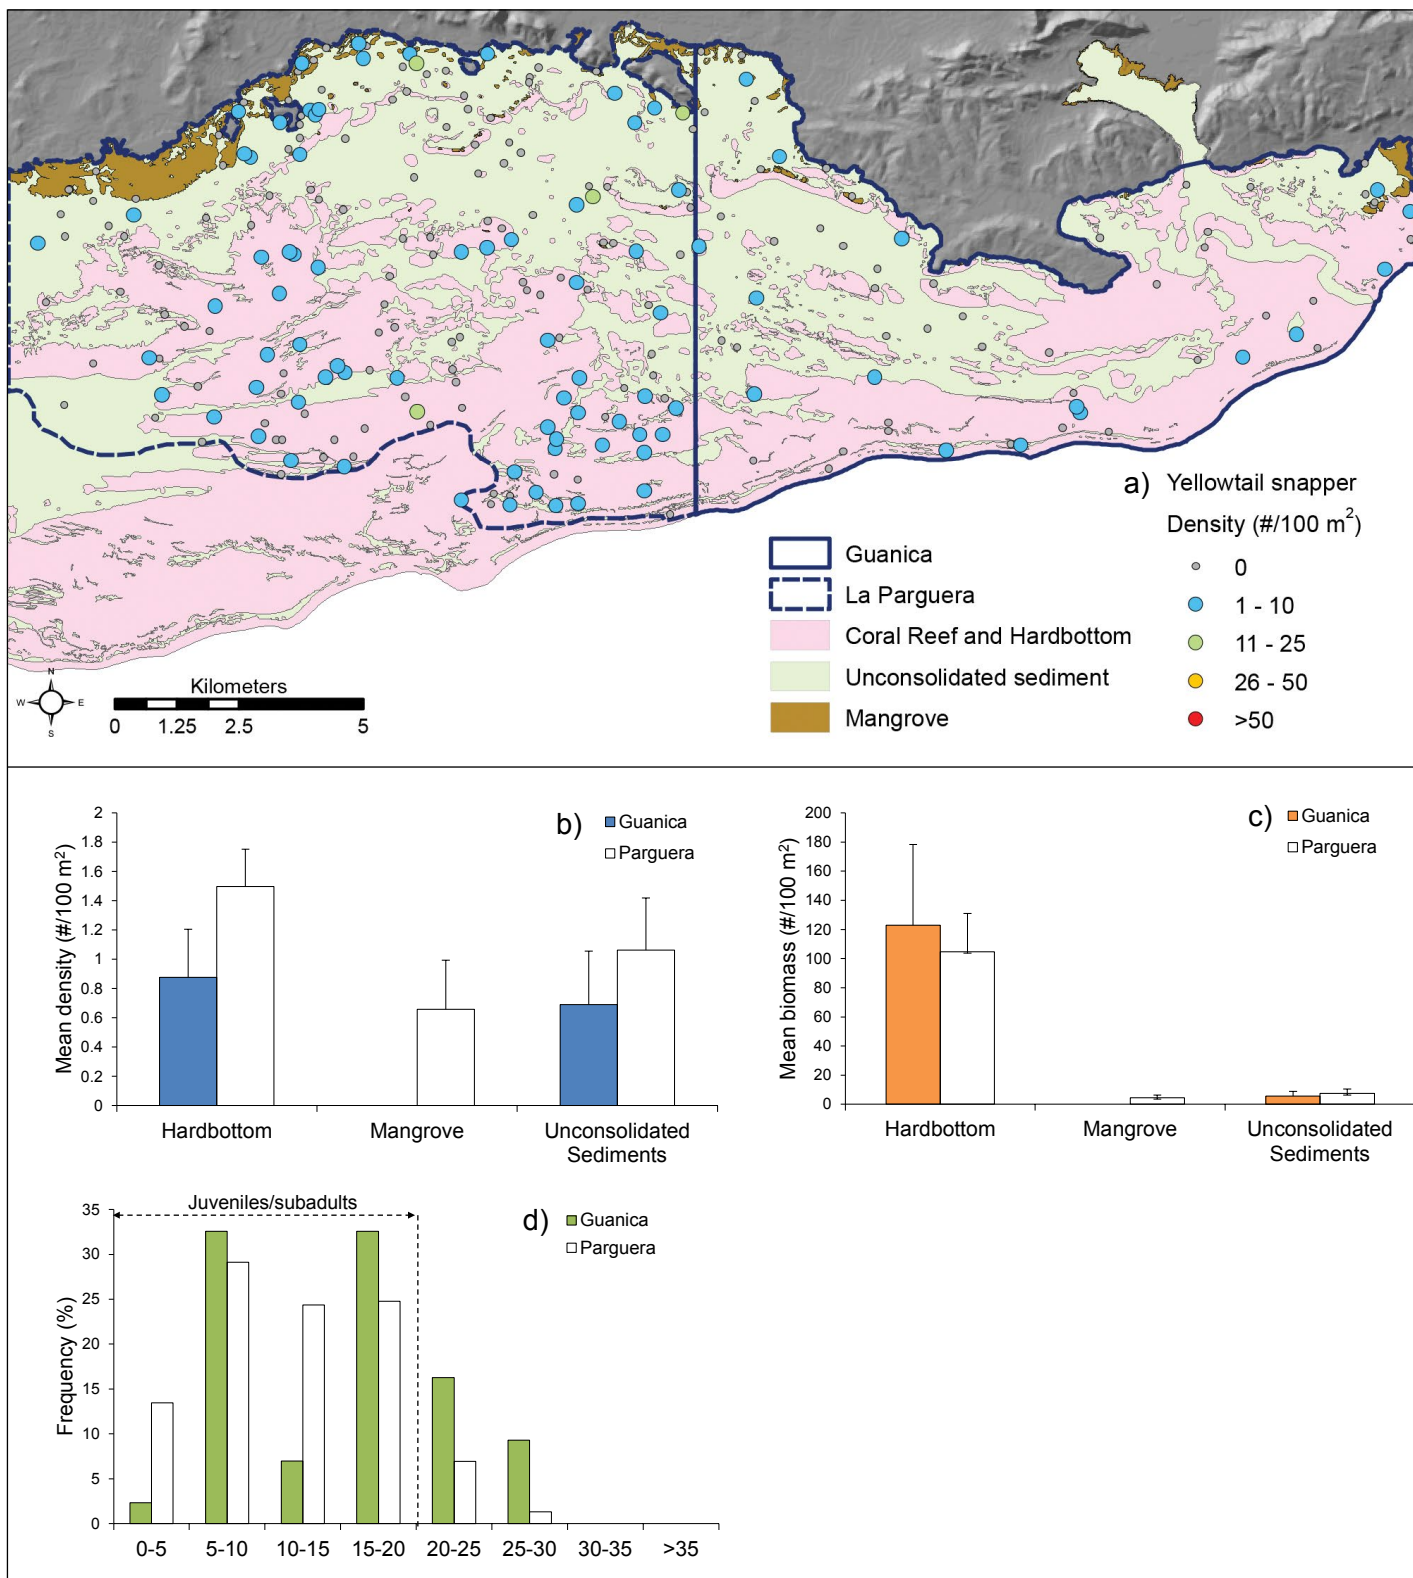 a) Yellowtail snapper
Density (#/100 m²)
0
1 - 10
11 - 25
26 - 50
>50
Guanica
La Parguera
Coral Reef and Hardbottom
Unconsolidated sediment
Mangrove
N
W E
S
Kilometers
0 1.25 2.5 5
b)
Guanica
Parguera
Mean density (#/100 m²)
2
1.8
1.6
1.4
1.2
1
0.8
0.6
0.4
0.2
0
Hardbottom Mangrove Unconsolidated
Sediments
c)
Guanica
Parguera
Mean biomass (#/100 m²)
200
180
160
140
120
100
80
60
40
20
0
Hardbottom Mangrove Unconsolidated
Sediments
Juveniles/subadults
d)
Guanica
Parguera
Frequency (%)
35
30
25
20
15
10
5
0
0-5 5-10 10-15 15-20 20-25 25-30 30-35 >35